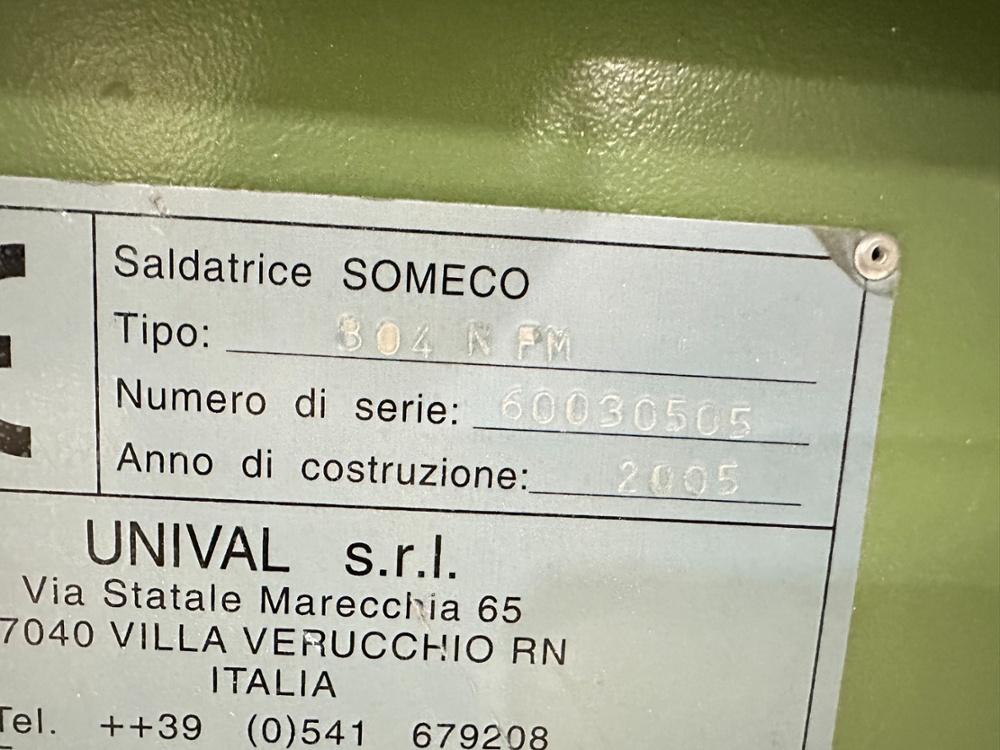 Saldatrice SOMECO
Tipo: 804 N PM
Numero di serie: 60030505
Anno di costruzione: 2005
UNIVAL s.r.l.
Via Statale Marecchia 65
7040 VILLA VERUCCHIO RN
ITALIA
Tel. ++39 (0)541 679208